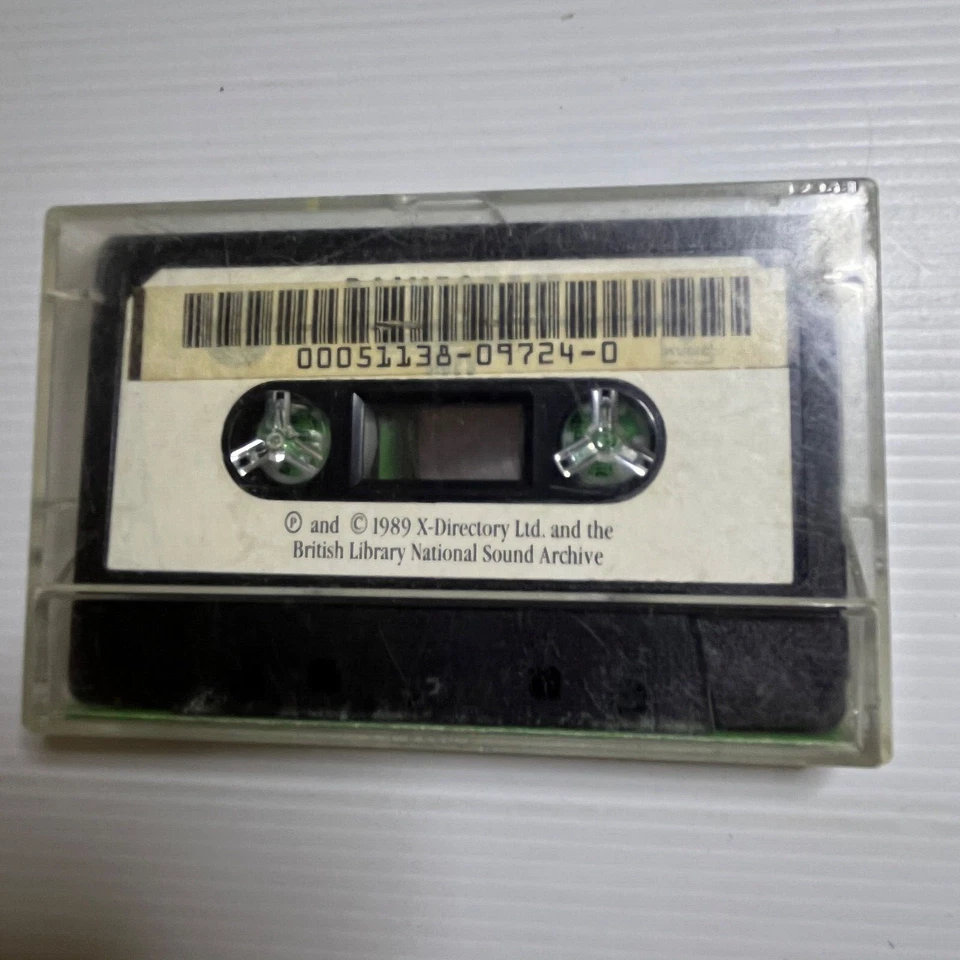 00051138-09724-0
Ⓟ and © 1989 X-Directory Ltd. and the
British Library National Sound Archive